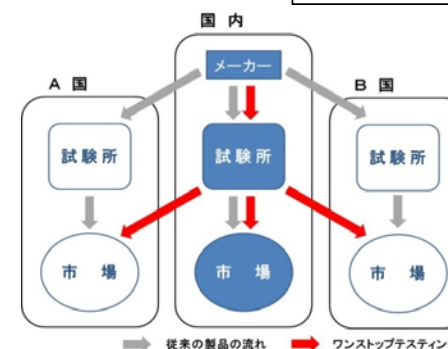 国 内
メーカー
A 国
B 国
試 験 所
試 験 所
試 験 所
市 場
市 場
市 場
従来の製品の流れ
ワンストップテスティン